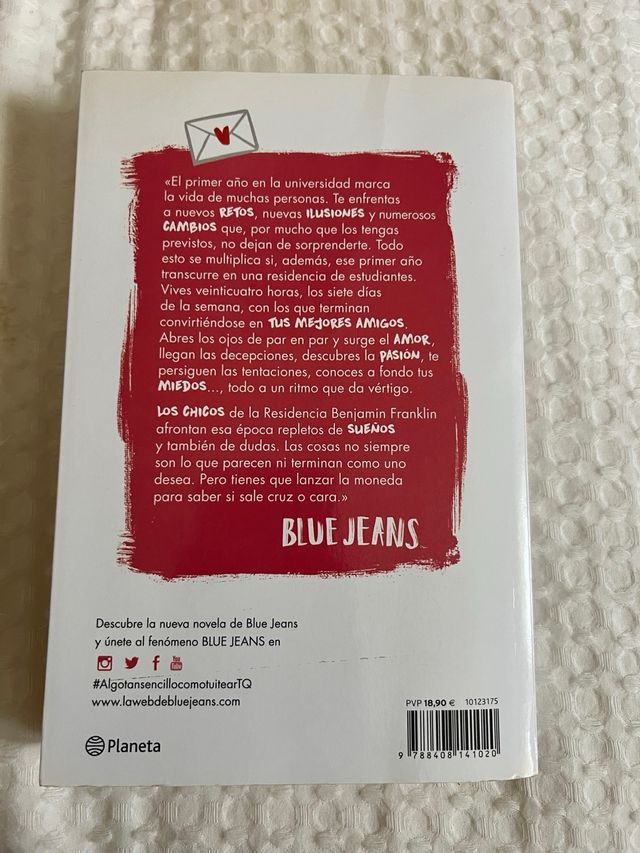 «El primer año en la universidad marca
la vida de muchas personas. Te enfrentas
a nuevos RETOS, nuevas ILUSIONES y numerosos
CAMBIOS que, por mucho que los tengas
previstos, no dejan de sorprenderte. Todo
esto se multiplica si, además, ese primer año
transcurre en una residencia de estudiantes.
Vives veinticuatro horas, los siete días
de la semana, con los que terminan
convirtiéndose en TUS MEJORES AMIGOS.
Abres los ojos de par en par y surge el AMOR,
llegan las decepciones, descubres la PASIÓN, te
persiguen las tentaciones, conoces a fondo tus
MIEDOS..., todo a un ritmo que da vértigo.
LOS CHICOS de la Residencia Benjamin Franklin
afrontan esa época repletos de SUEÑOS
y también de dudas. Las cosas no siempre
son lo que parecen ni terminan como uno
desea. Pero tienes que lanzar la moneda
para saber si sale cruz o cara.»
BLUE JEANS
Descubre la nueva novela de Blue Jeans
y únete al fenómeno BLUE JEANS en
You Tube
#AlgotansencillocomotuitearTQ
www.lawebdebluejeans.com
Planeta
PVP 18,90 € 10123175
9 788408 141020